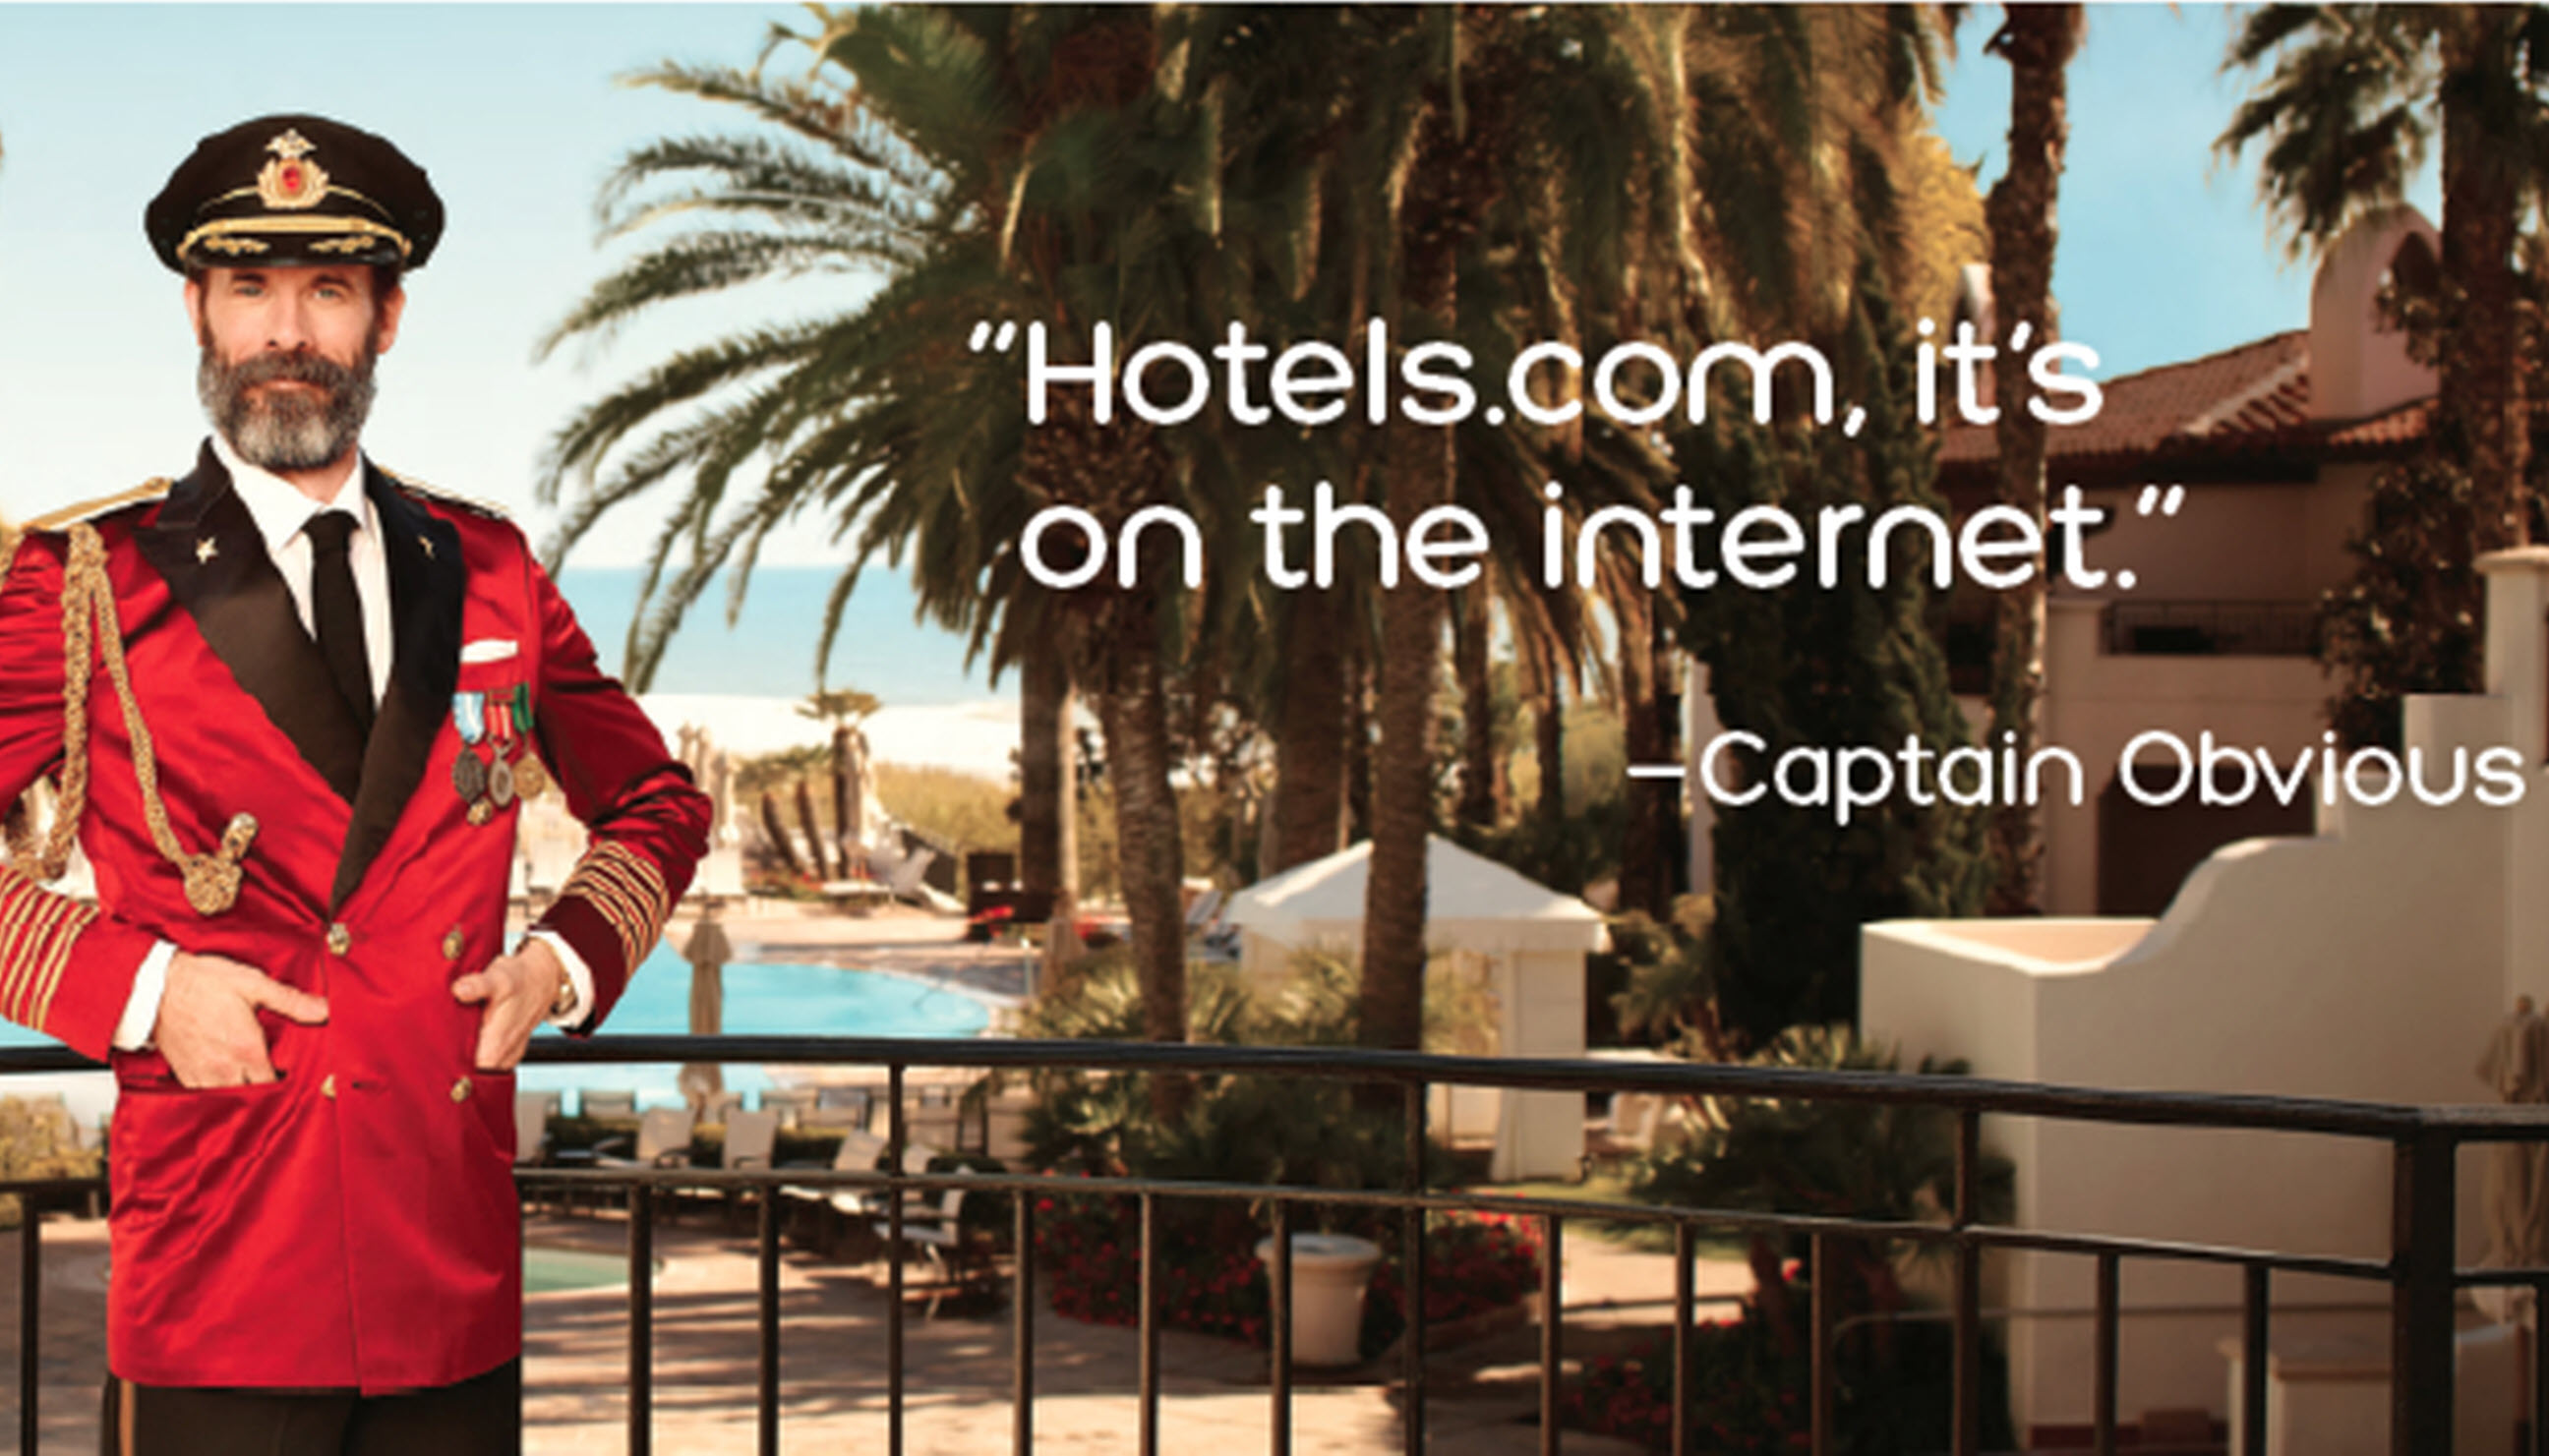 "Hotels.com, it's
on the internet."
–Captain Obvious